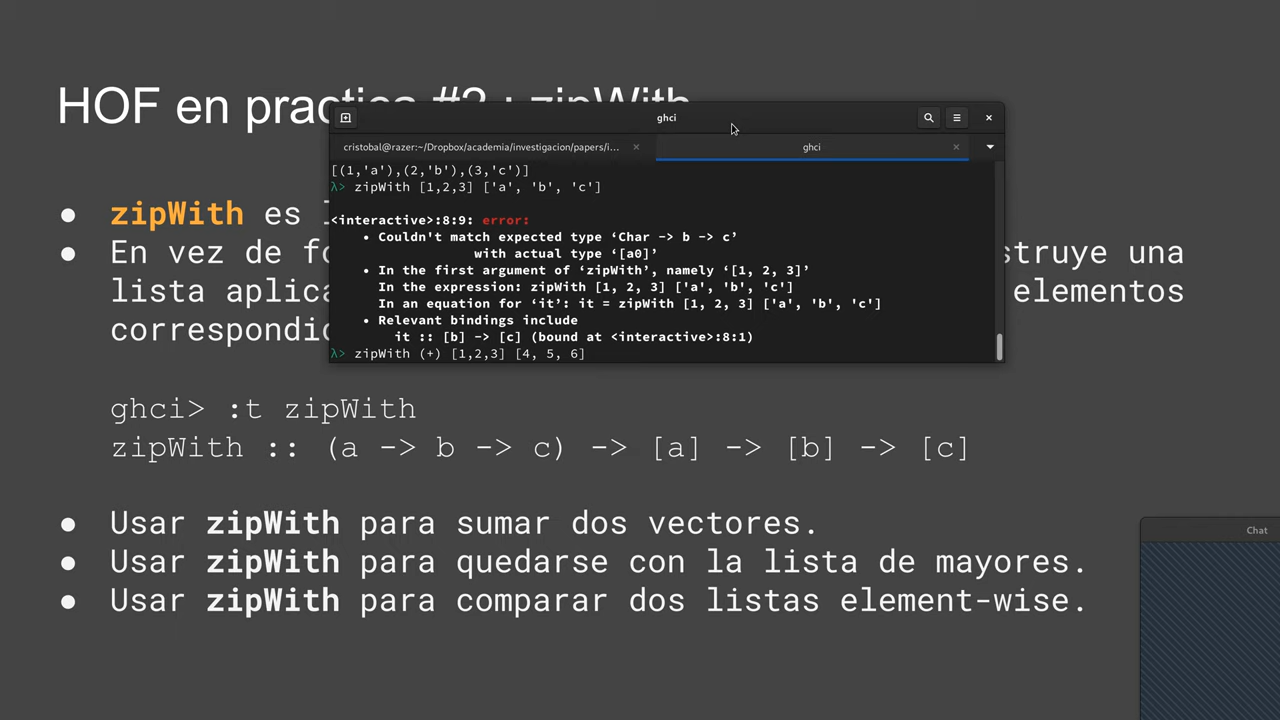 HOF en practica #2 : zipWith
ghci
cristobal@razer:~/Dropbox/academia/investigacion/papers/i...
ghci
[(1,'a'),(2,'b'),(3,'c')]
λ> zipWith [1,2,3] ['a', 'b', 'c']
<interactive>:8:9: error:
• Couldn't match expected type ‘Char -> b -> c’
with actual type ‘[a0]’
• In the first argument of ‘zipWith’, namely ‘[1, 2, 3]’
In the expression: zipWith [1, 2, 3] ['a', 'b', 'c']
In an equation for ‘it’: it = zipWith [1, 2, 3] ['a', 'b', 'c']
• Relevant bindings include
it :: [b] -> [c] (bound at <interactive>:8:1)
λ> zipWith (+) [1,2,3] [4, 5, 6]
● zipWith es
● En vez de fo struye una
lista aplica elementos
correspondi
ghci> :t zipWith
zipWith :: (a -> b -> c) -> [a] -> [b] -> [c]
● Usar zipWith para sumar dos vectores.
● Usar zipWith para quedarse con la lista de mayores.
● Usar zipWith para comparar dos listas element-wise.
Chat